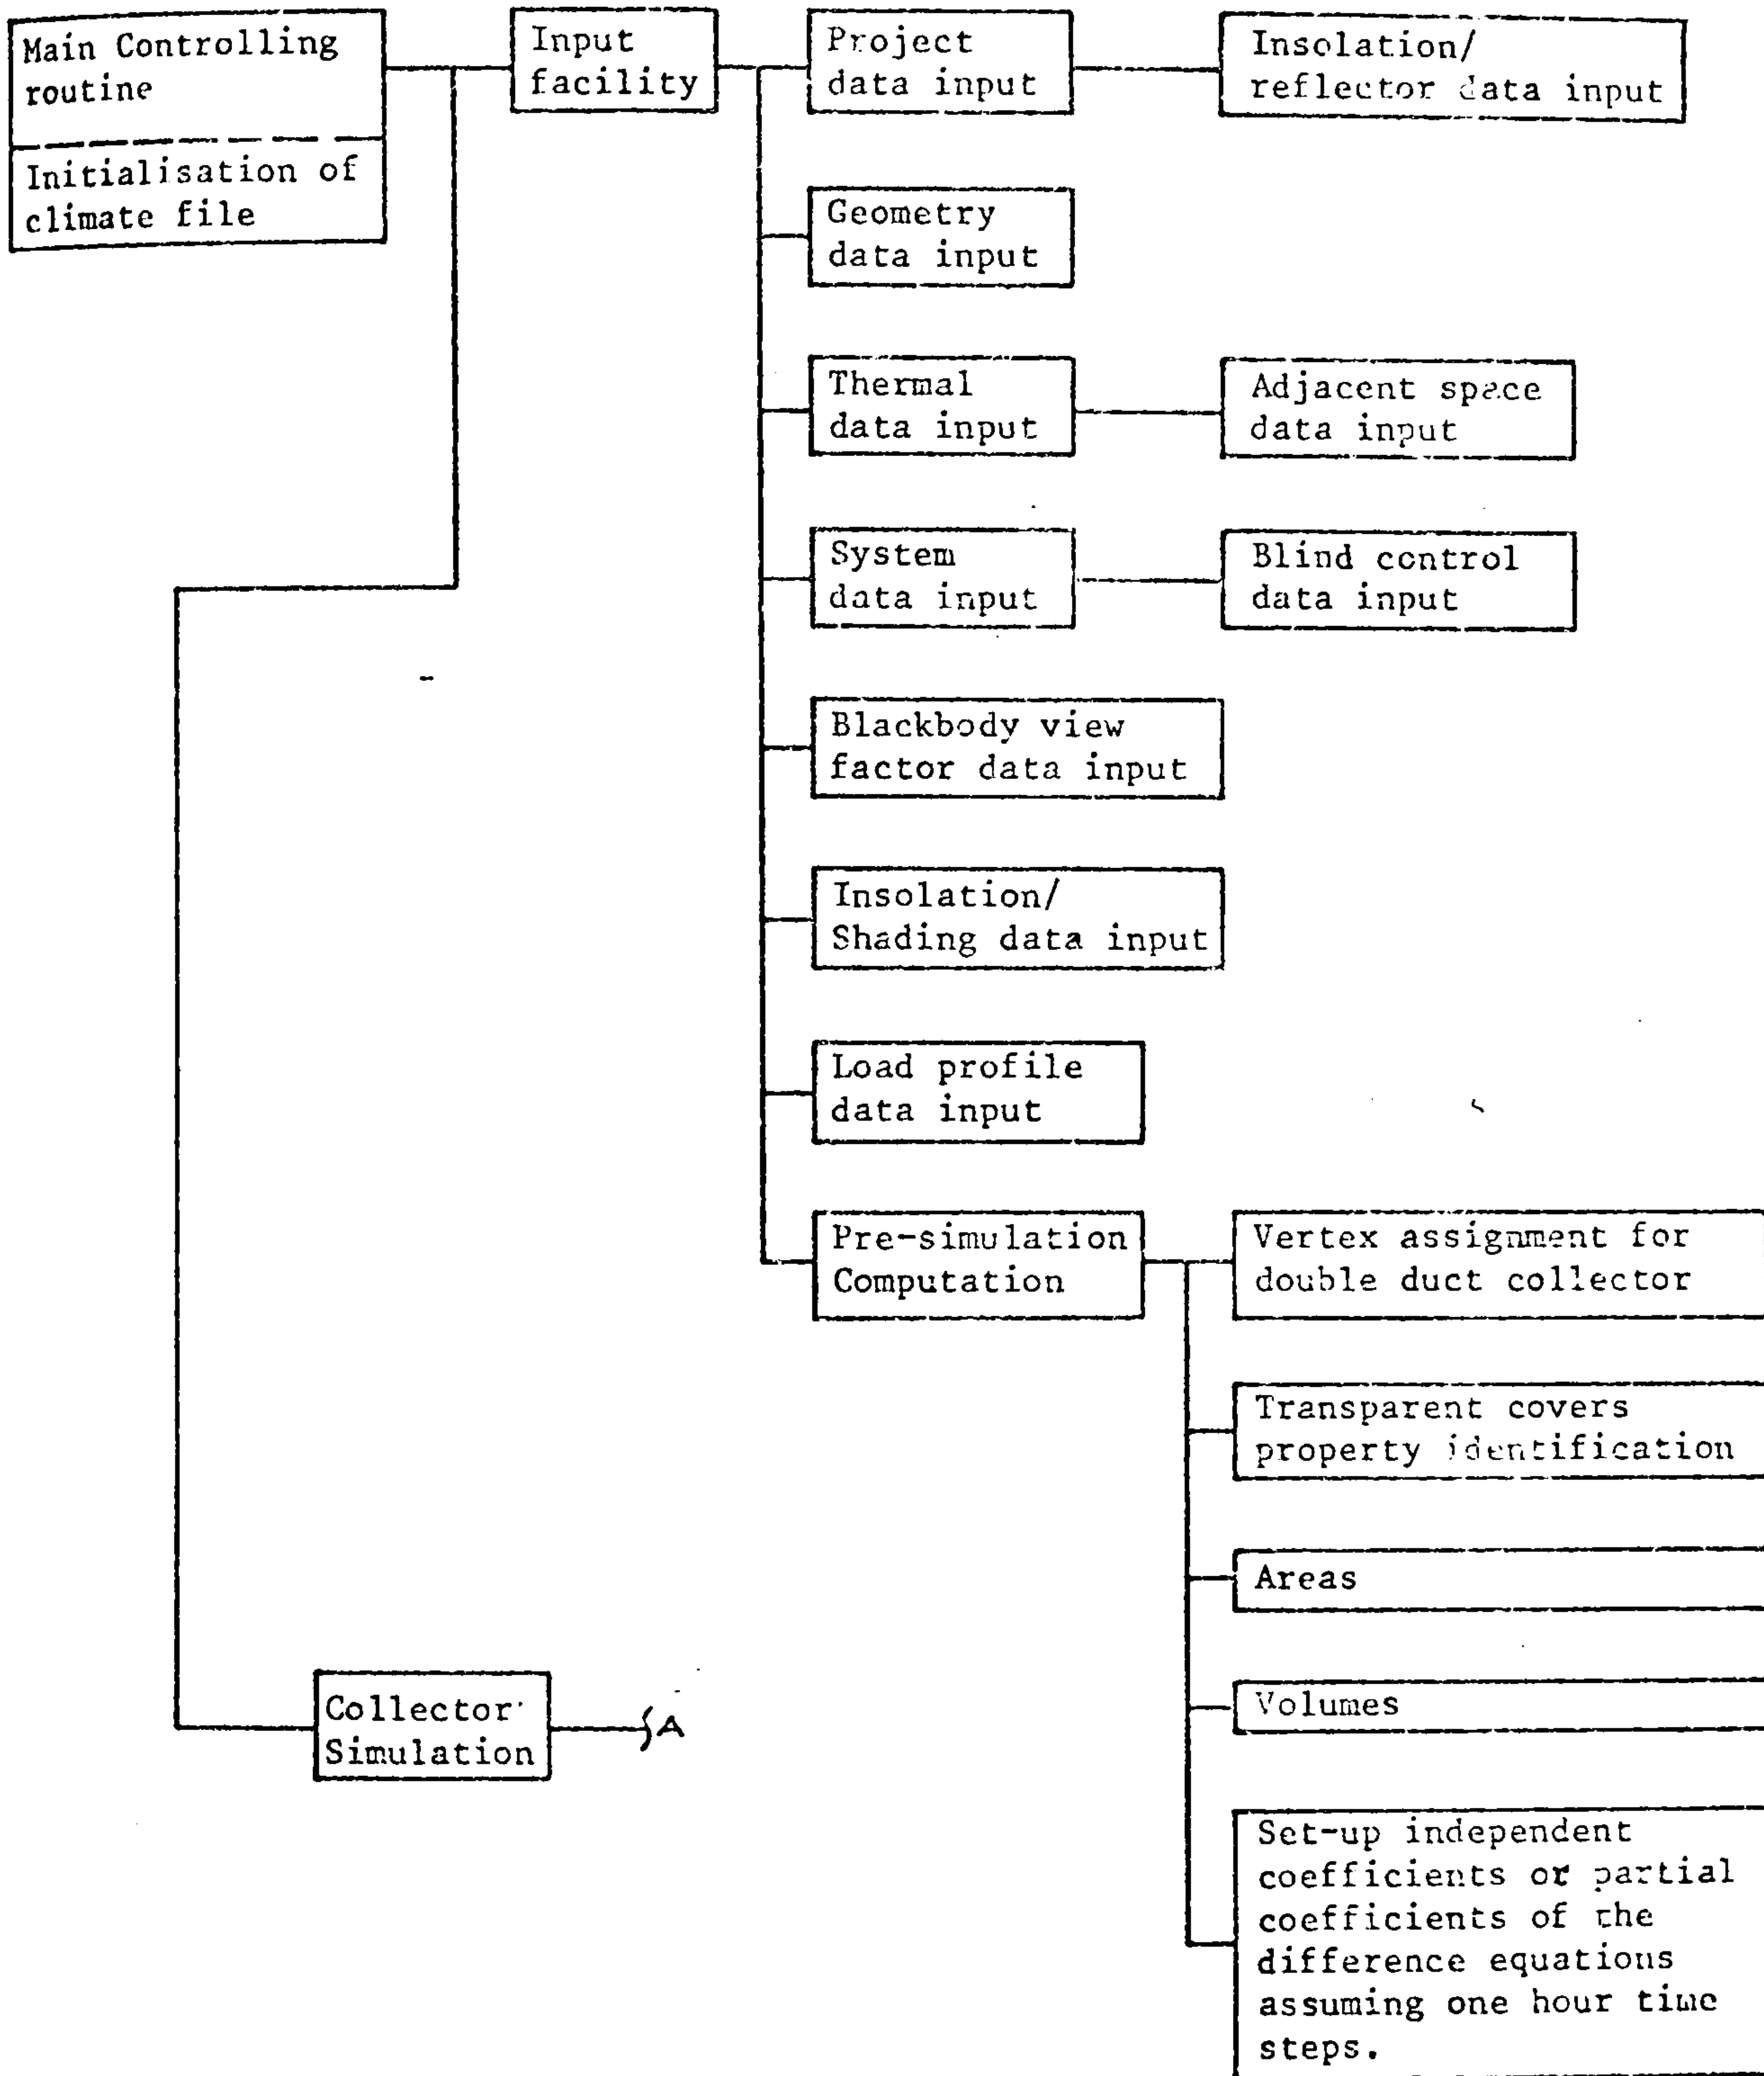 Main Controlling
routine
Initialisation of
climate file
Input
facility
Project
data input
Insolation/
reflector data input
Geometry
data input
Thermal
data input
Adjacent space
data input
System
data input
Blind control
data input
Blackbody view
factor data input
Insolation/
Shading data input
Load profile
data input
Pre-simulation
Computation
Vertex assignment for
double duct collector
Transparent covers
property identification
Areas
Volumes
Collector
Simulation
A
Set-up independent
coefficients or partial
coefficients of the
difference equations
assuming one hour time
steps.